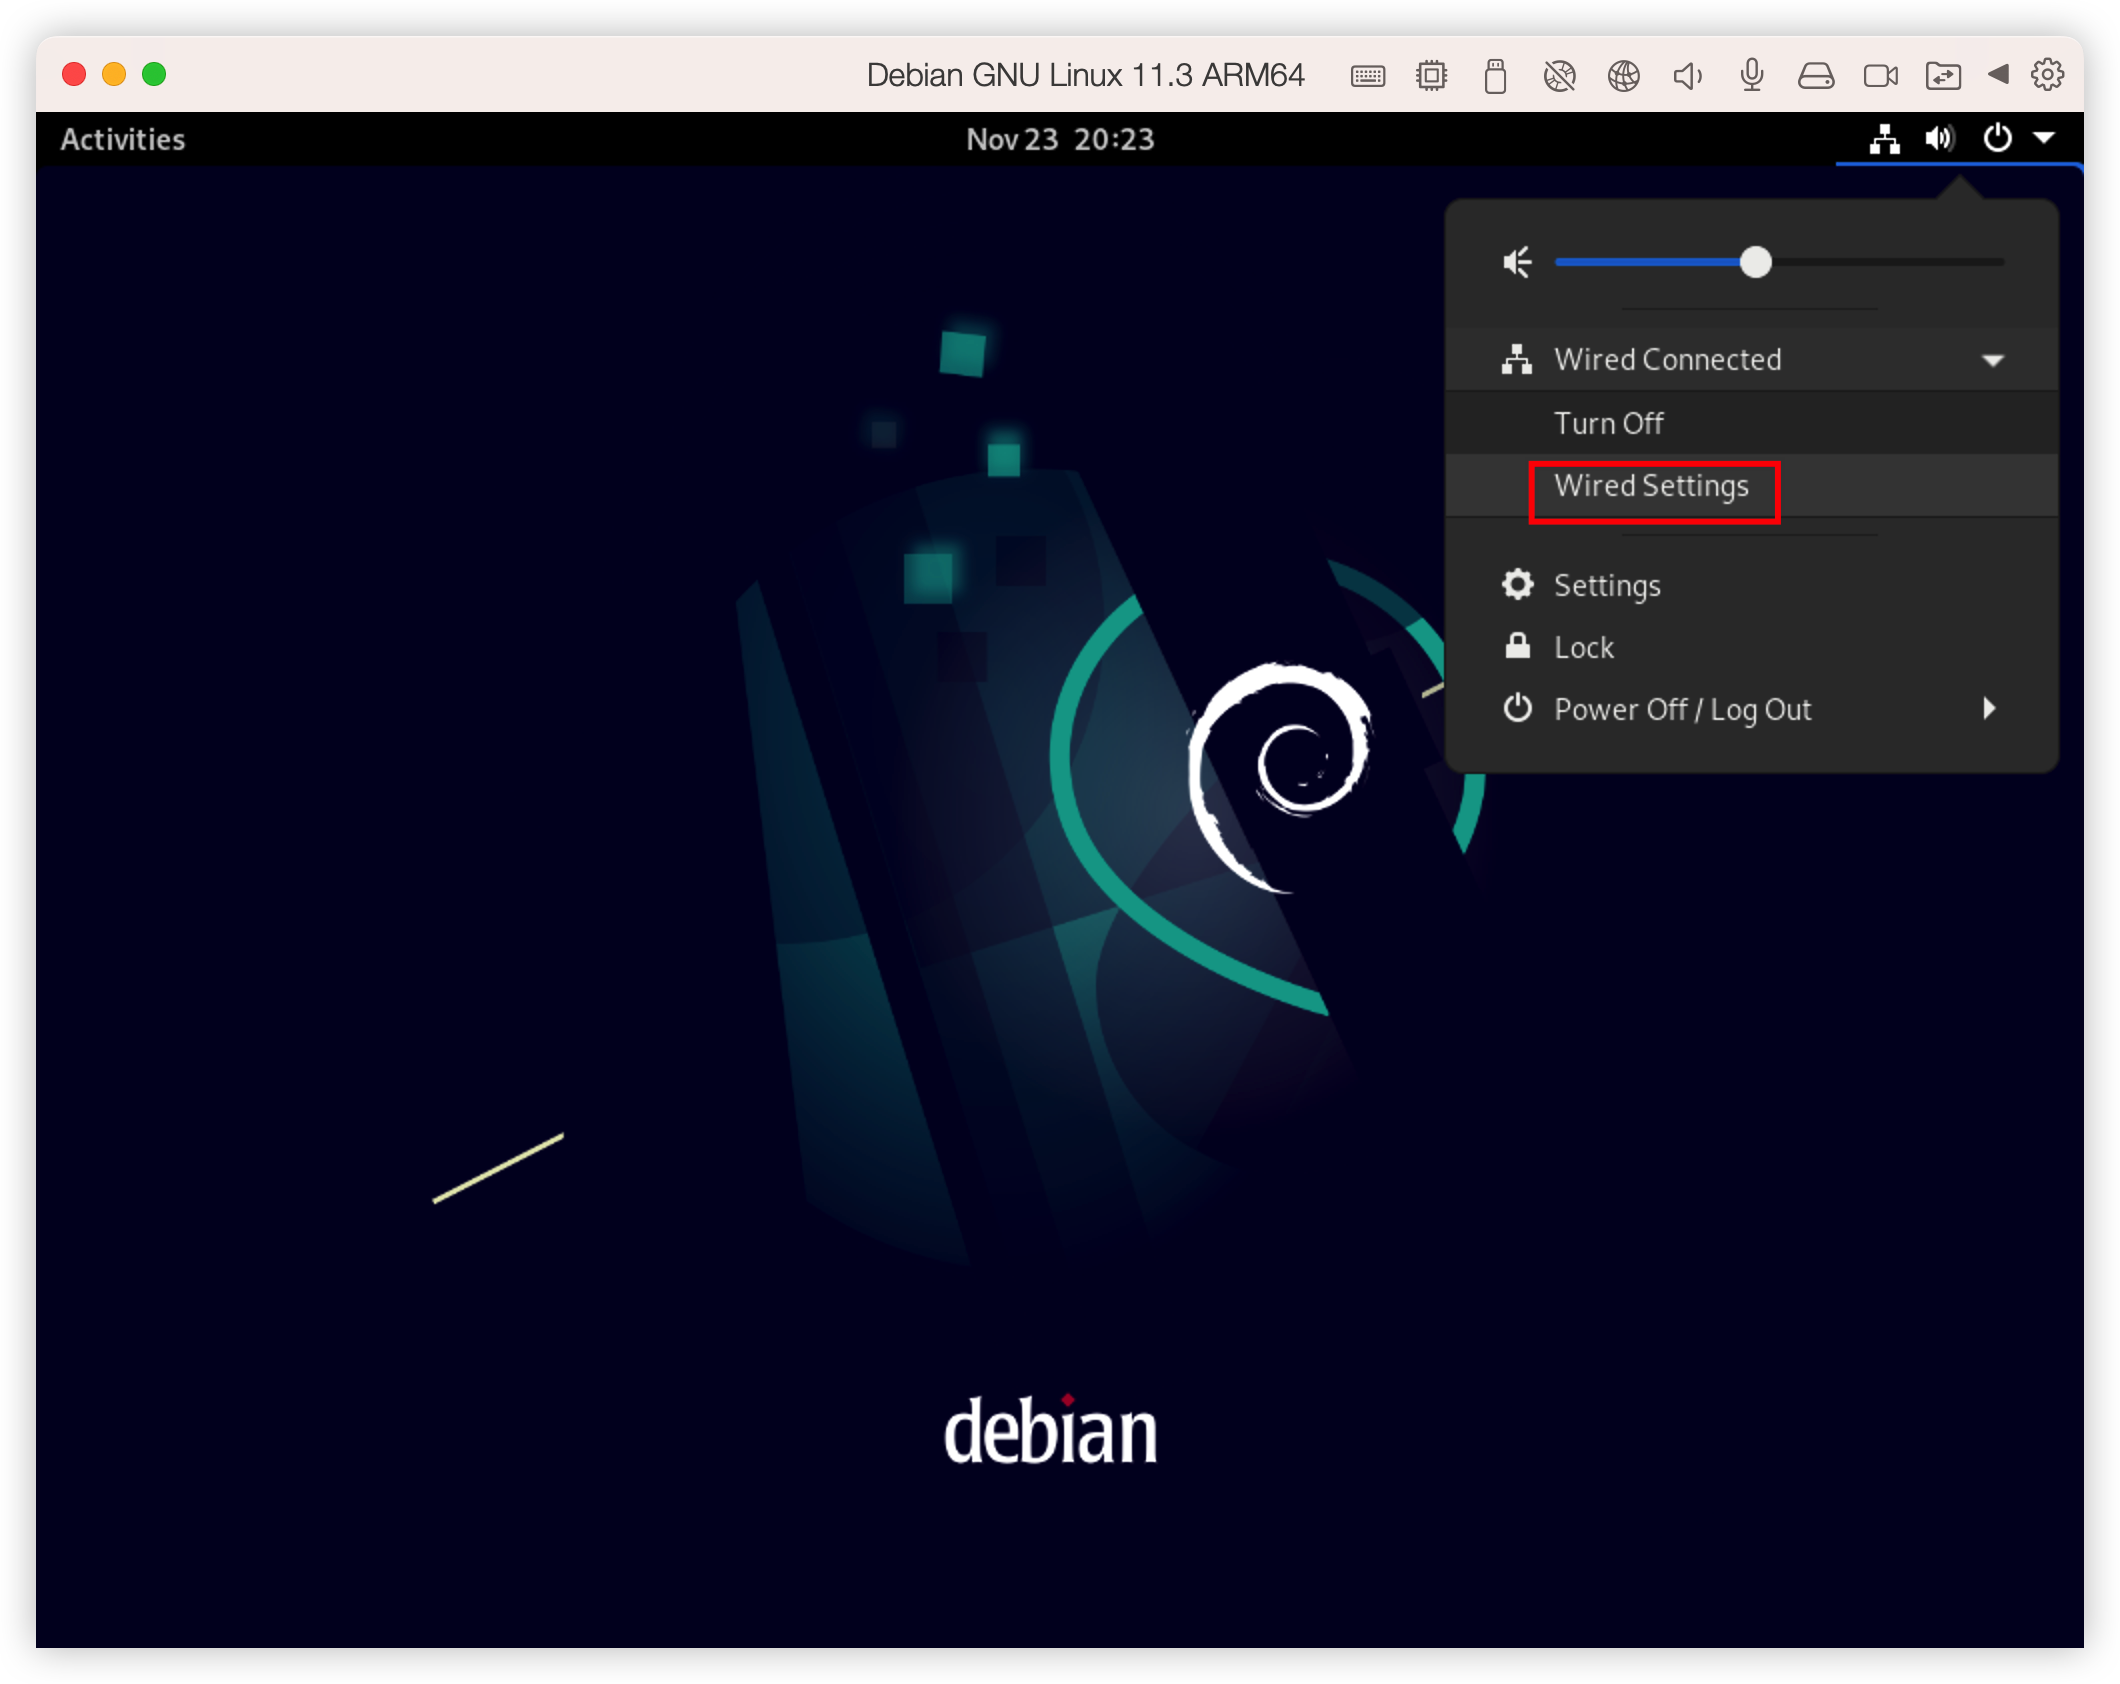 Debian GNU Linux 11.3 ARM64
Activities
Nov 23 20:23
Wired Connected
Turn Off
Wired Settings
Settings
Lock
Power Off / Log Out
debian